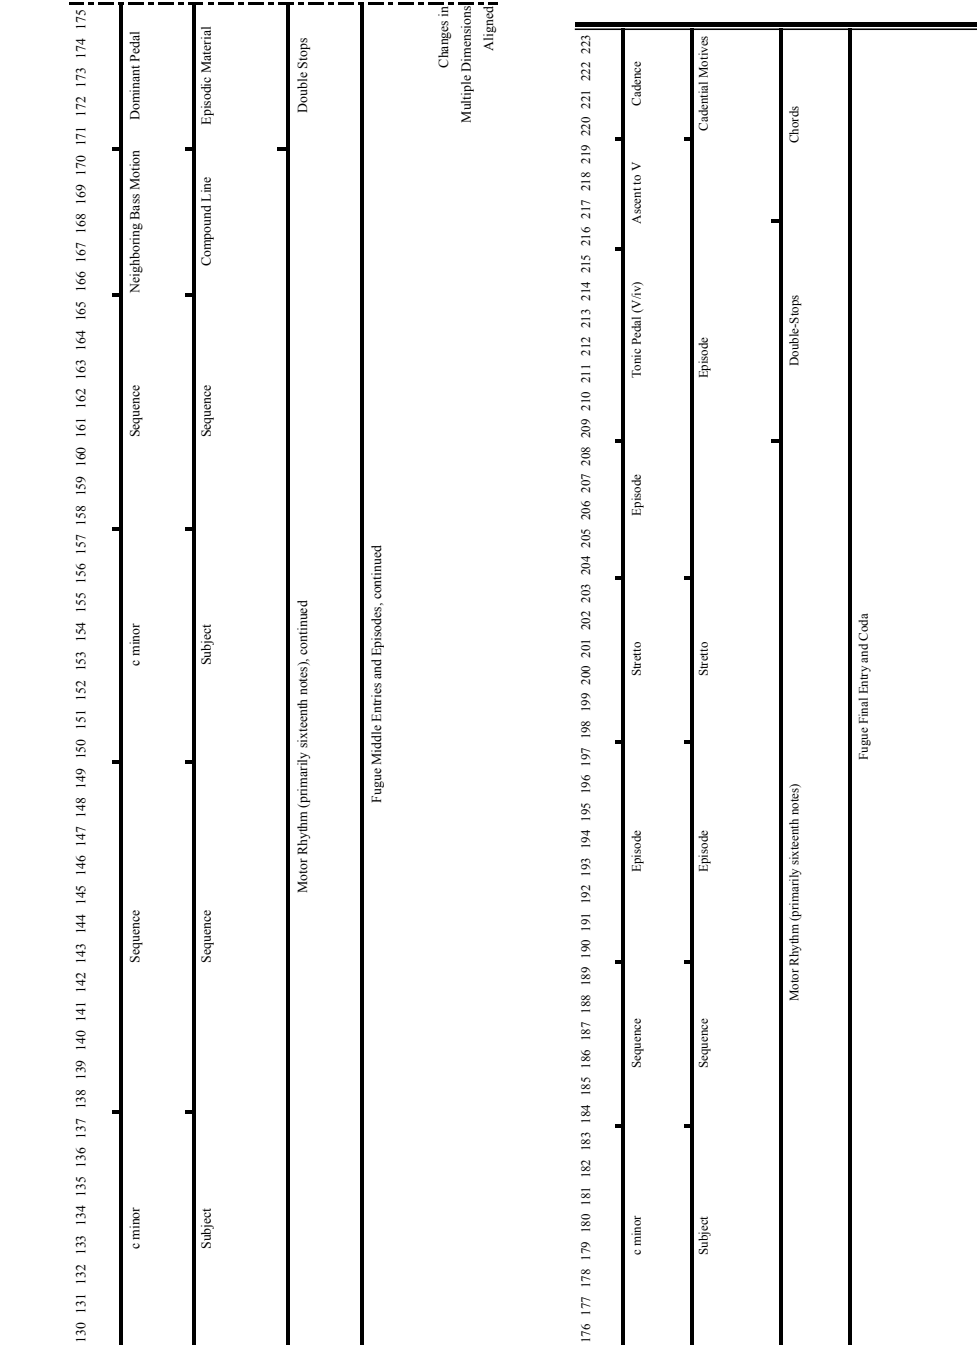 130 131 132 133 134 135 136 137 138 139 140 141 142 143 144 145 146 147 148 149 150 151 152 153 154 155 156 157 158 159 160 161 162 163 164 165 166 167 168 169 170 171 172 173 174 175
c minor Sequence c minor Sequence Neighboring Bass Motion Dominant Pedal
Subject Sequence Subject Sequence Compound Line Episodic Material
Motor Rhythm (primarily sixteenth notes), continued Double Stops
Fugue Middle Entries and Episodes, continued
Changes in
Multiple Dimensions
Aligned
176 177 178 179 180 181 182 183 184 185 186 187 188 189 190 191 192 193 194 195 196 197 198 199 200 201 202 203 204 205 206 207 208 209 210 211 212 213 214 215 216 217 218 219 220 221 222 223
c minor Sequence Episode Stretto Episode Tonic Pedal (V/iv) Ascent to V Cadence
Subject Sequence Episode Stretto Episode Cadential Motives
Motor Rhythm (primarily sixteenth notes) Double-Stops Chords
Fugue Final Entry and Coda